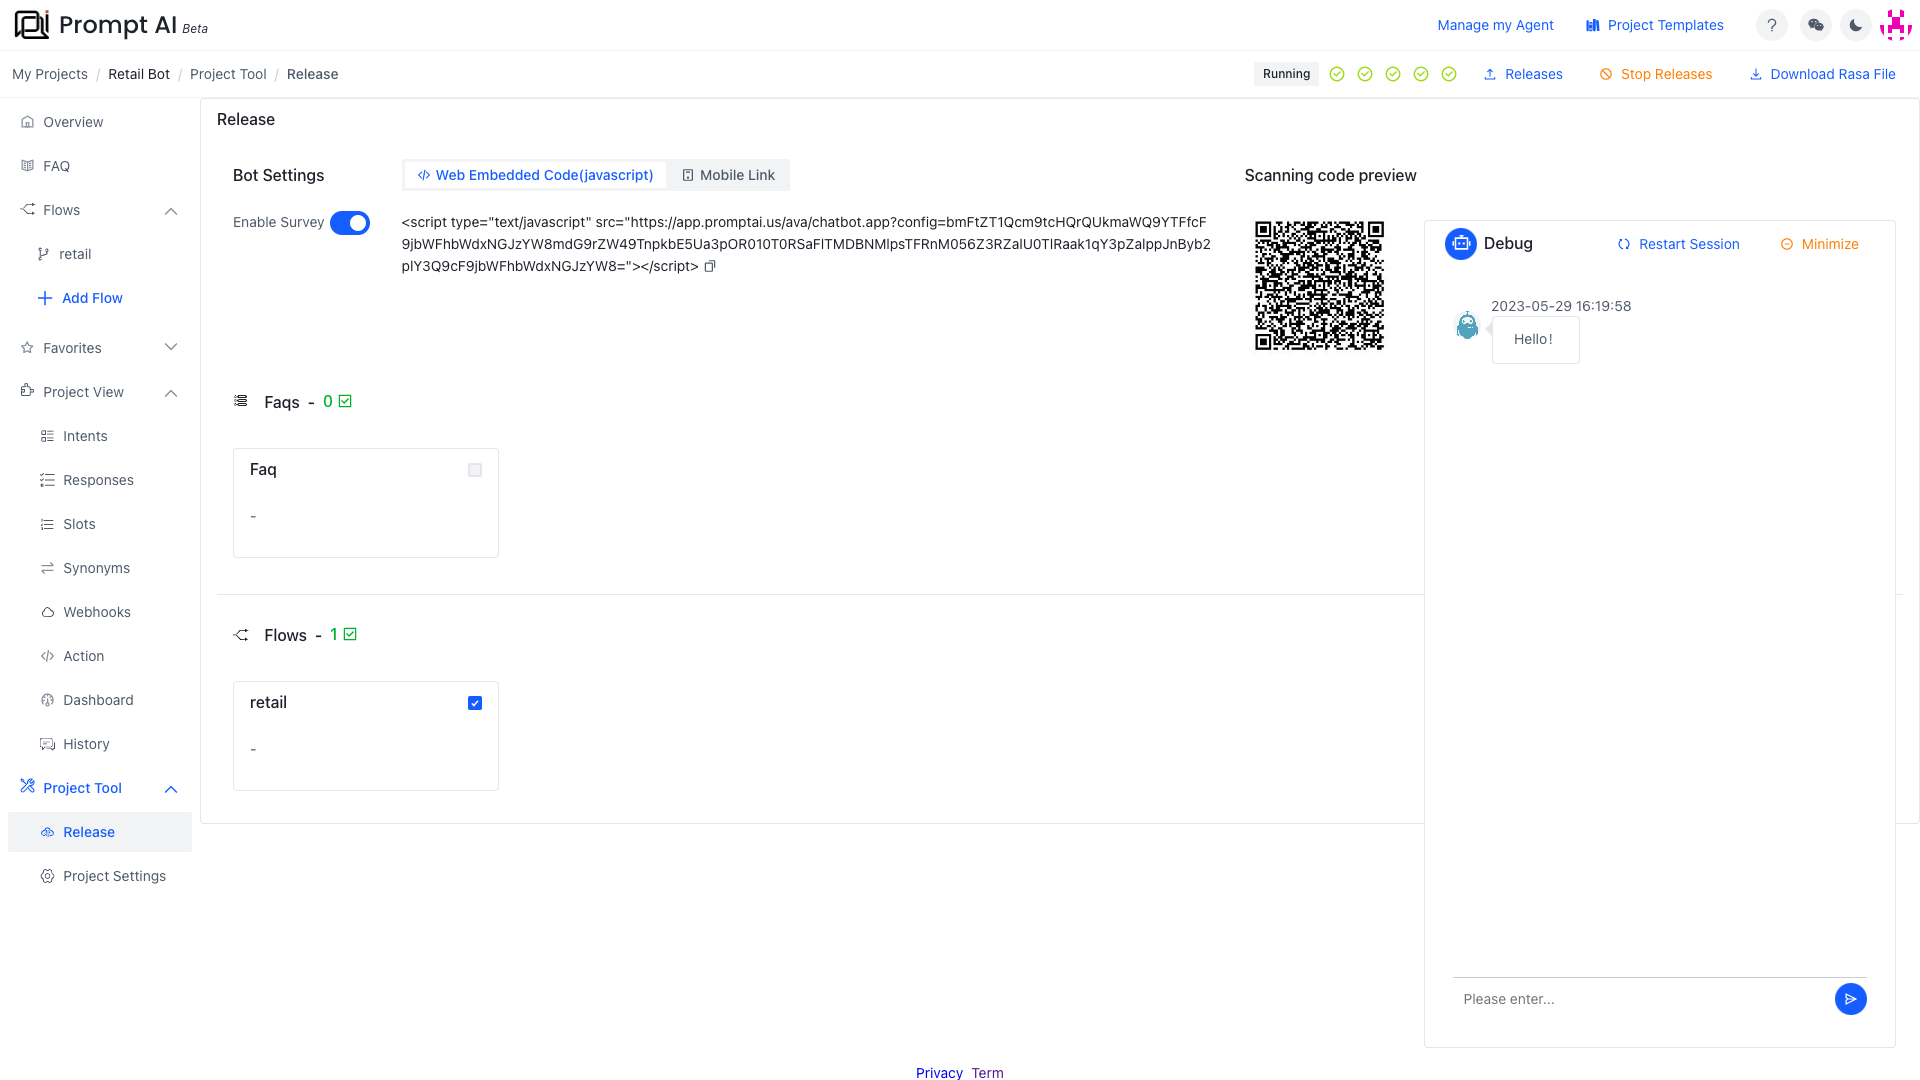 Prompt AI Beta
Manage my Agent
Project Templates
?
My Projects / Retail Bot / Project Tool / Release
Running
Releases
Stop Releases
Download Rasa File
Overview
FAQ
Flows
retail
Add Flow
Favorites
Project View
Intents
Responses
Slots
Synonyms
Webhooks
Action
Dashboard
History
Project Tool
Release
Project Settings
Release
Bot Settings
Web Embedded Code(javascript)
Mobile Link
Scanning code preview
Enable Survey
<script type="text/javascript" src="https://app.promptai.us/ava/chatbot.app?config=bmFtZT1Qcm9tcHQrQUkmaWQ9YTFfcF
9jbWFhbWdxNGJzYW8mdG9rZW49TnpkbE5Ua3pOR010T0RSaFlTMDBNMlpsTFRnM056Z3RZalU0TlRaak1qY3pZalppJnByb2
plY3Q9cF9jbWFhbWdxNGJzYW8="></script>
Faqs - 0
Faq
-
Flows - 1
retail
-
Debug
Restart Session
Minimize
2023-05-29 16:19:58
Hello!
Please enter...
Privacy Term